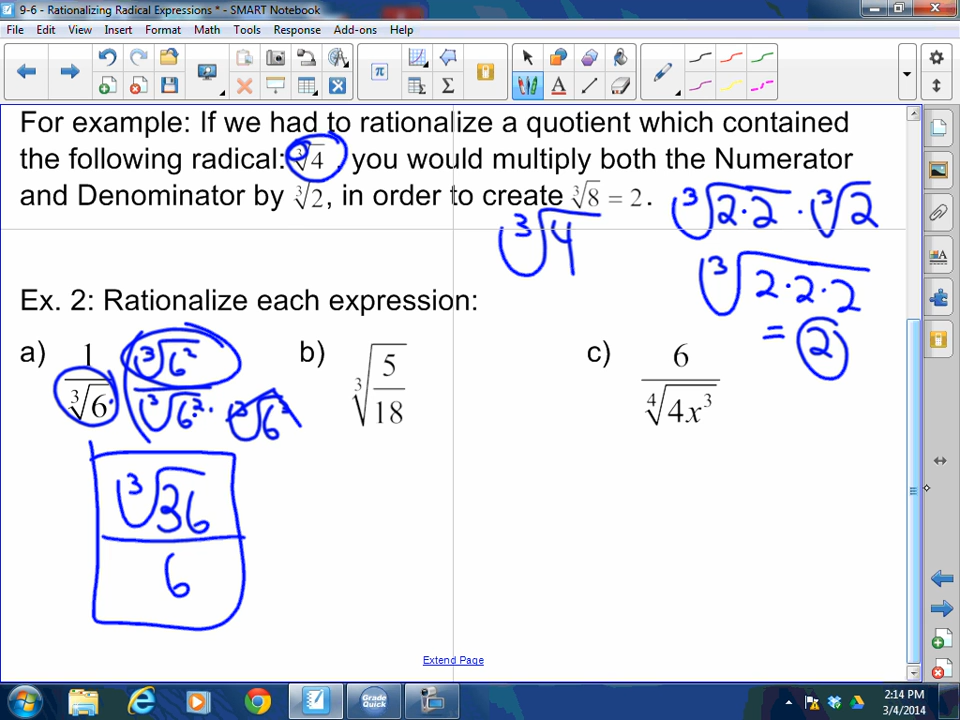 9-6 - Rationalizing Radical Expressions * - SMART Notebook
File Edit View Insert Format Math Tools Response Add-ons Help
For example: If we had to rationalize a quotient which contained
the following radical: ∛4 you would multiply both the Numerator
and Denominator by ∛2, in order to create ∛8 = 2.
∛(2·2) · ∛2
∛4
∛(2·2·2)
= 2
Ex. 2: Rationalize each expression:
a) 1/∛6 · ∛6²/∛6² · ∛6²
b) ∛(5/18)
c) 6/∜(4x³)
∛36
6
Extend Page
Grade Quick
2:14 PM
3/4/2014